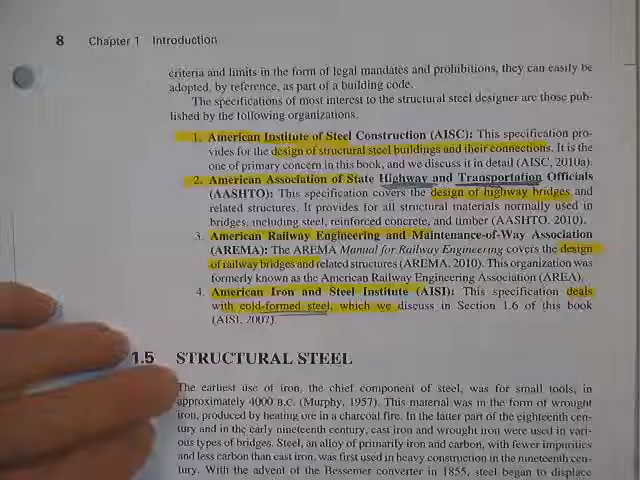 8 Chapter 1 Introduction
criteria and limits in the form of legal mandates and prohibitions, they can easily be
adopted, by reference, as part of a building code.
The specifications of most interest to the structural steel designer are those pub-
lished by the following organizations.
1. American Institute of Steel Construction (AISC): This specification pro-
vides for the design of structural steel buildings and their connections. It is the
one of primary concern in this book, and we discuss it in detail (AISC, 2010a).
2. American Association of State Highway and Transportation Officials
(AASHTO): This specification covers the design of highway bridges and
related structures. It provides for all structural materials normally used in
bridges, including steel, reinforced concrete, and timber (AASHTO, 2010).
3. American Railway Engineering and Maintenance-of-Way Association
(AREMA): The AREMA Manual for Railway Engineering covers the design
of railway bridges and related structures (AREMA, 2010). This organization was
formerly known as the American Railway Engineering Association (AREA).
4. American Iron and Steel Institute (AISI): This specification deals
with cold-formed steel, which we discuss in Section 1.6 of this book
(AISI, 2007).
1.5 STRUCTURAL STEEL
The earliest use of iron, the chief component of steel, was for small tools, in
approximately 4000 B.C. (Murphy, 1957). This material was in the form of wrought
iron, produced by heating ore in a charcoal fire. In the latter part of the eighteenth cen-
tury and in the early nineteenth century, cast iron and wrought iron were used in vari-
ous types of bridges. Steel, an alloy of primarily iron and carbon, with fewer impurities
and less carbon than cast iron, was first used in heavy construction in the nineteenth cen-
tury. With the advent of the Bessemer converter in 1855, steel began to displace